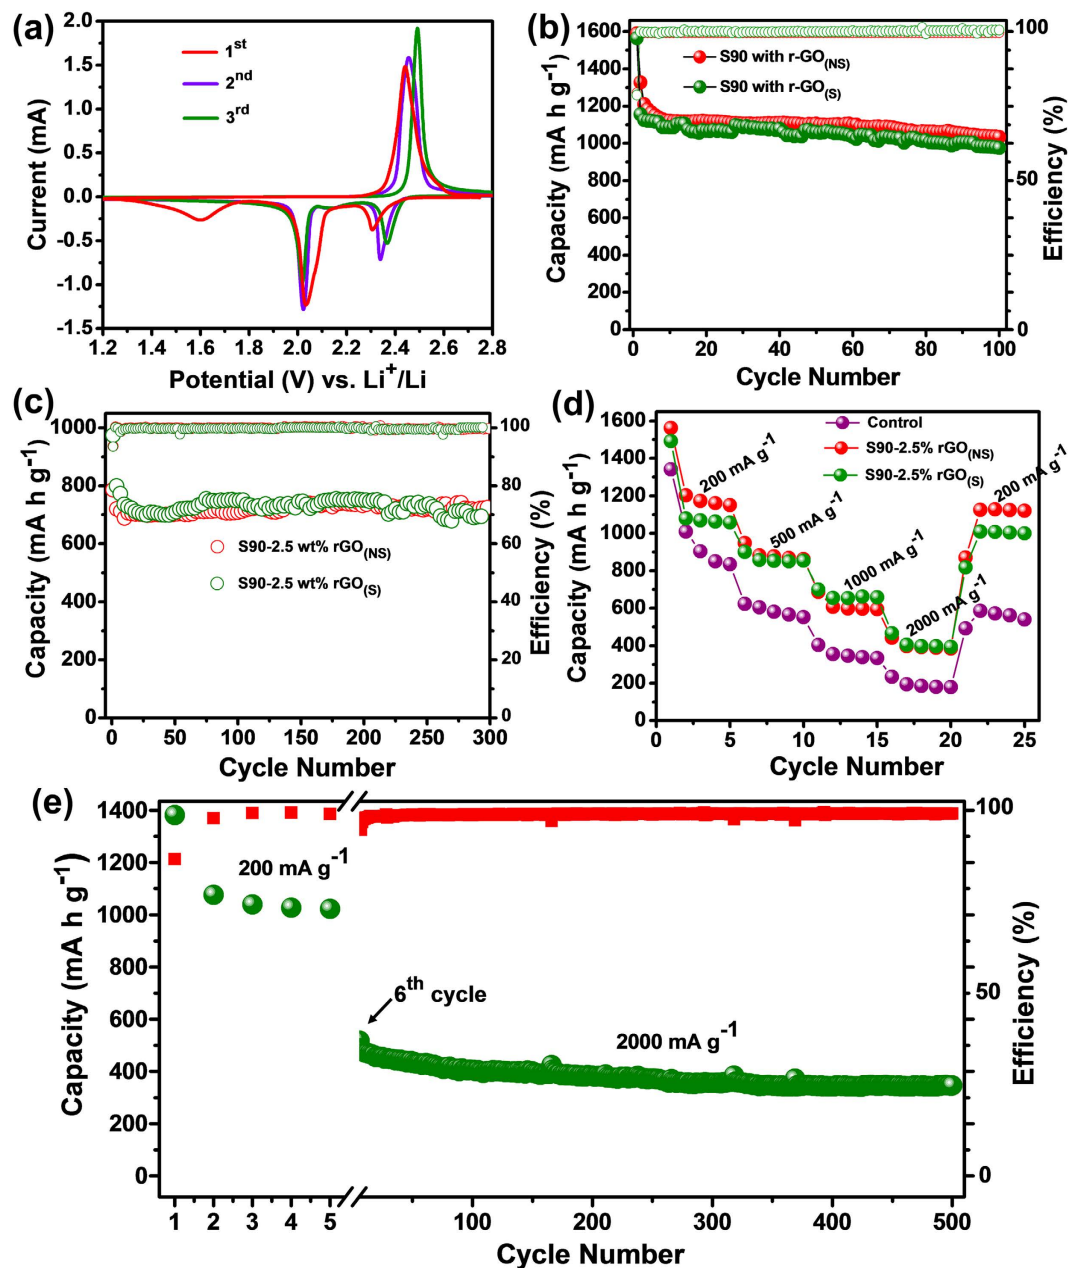 (a)
2.0
1.5
1.0
0.5
0.0
-0.5
-1.0
-1.5
Current (mA)
1st
2nd
3rd
1.2 1.6 2.0 2.4 2.8
Potential (V) vs. Li+/Li
(b)
1600
1400
1200
1000
800
600
400
200
0
Capacity (mA h g-1)
S90 with r-GO(NS)
S90 with r-GO(S)
100
50
0
Efficiency (%)
0 20 40 60 80 100
Cycle Number
(c)
1000
800
600
400
200
0
Capacity (mA h g-1)
S90-2.5 wt% rGO(NS)
S90-2.5 wt% rGO(S)
100
80
60
40
20
0
Efficiency (%)
0 50 100 150 200 250 300
Cycle Number
(d)
1600
1400
1200
1000
800
600
400
200
0
Capacity (mA h g-1)
Control
S90-2.5% rGO(NS)
S90-2.5% rGO(S)
200 mA g-1
500 mA g-1
1000 mA g-1
2000 mA g-1
200 mA g-1
0 5 10 15 20 25
Cycle Number
(e)
1400
1200
1000
800
600
400
200
0
Capacity (mA h g-1)
200 mA g-1
6th cycle
2000 mA g-1
100
50
0
Efficiency (%)
1 2 3 4 5 100 200 300 400 500
Cycle Number